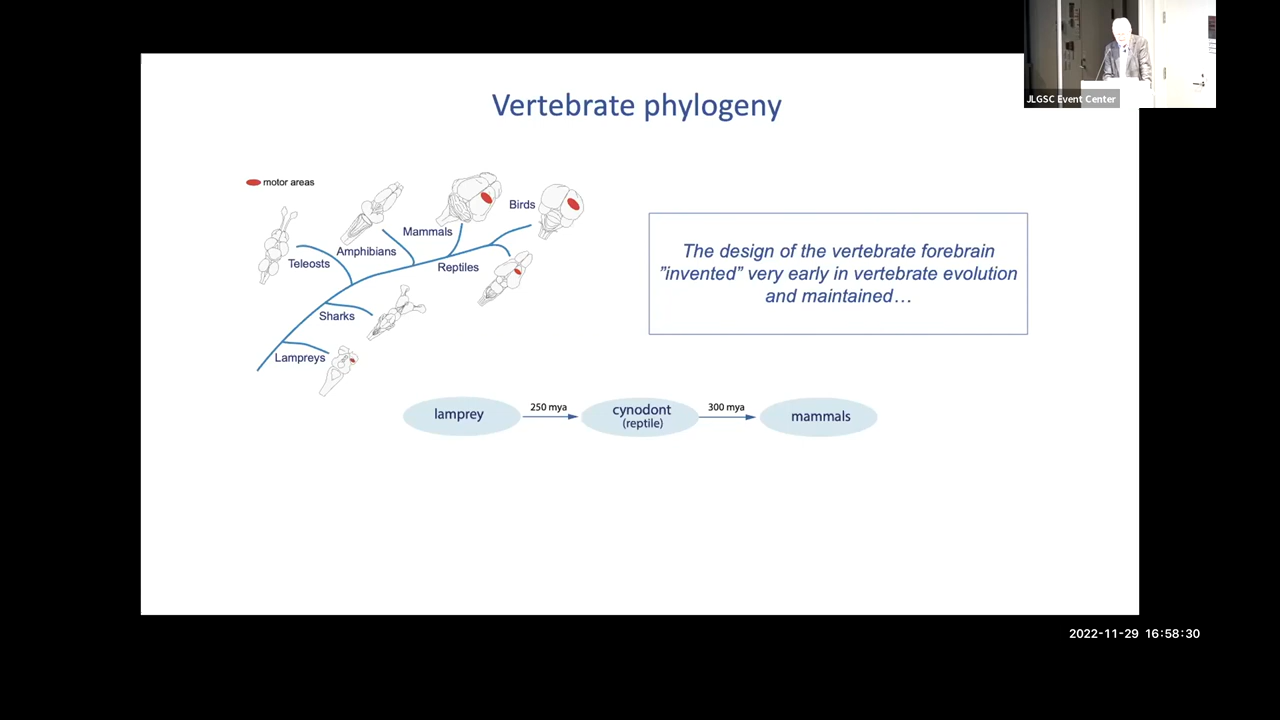 JLGSC Event Center
Vertebrate phylogeny
motor areas
Birds
Mammals
Amphibians
Teleosts
Reptiles
Sharks
Lampreys
The design of the vertebrate forebrain
"invented" very early in vertebrate evolution
and maintained...
lamprey
250 mya
cynodont
(reptile)
300 mya
mammals
2022-11-29 16:58:30